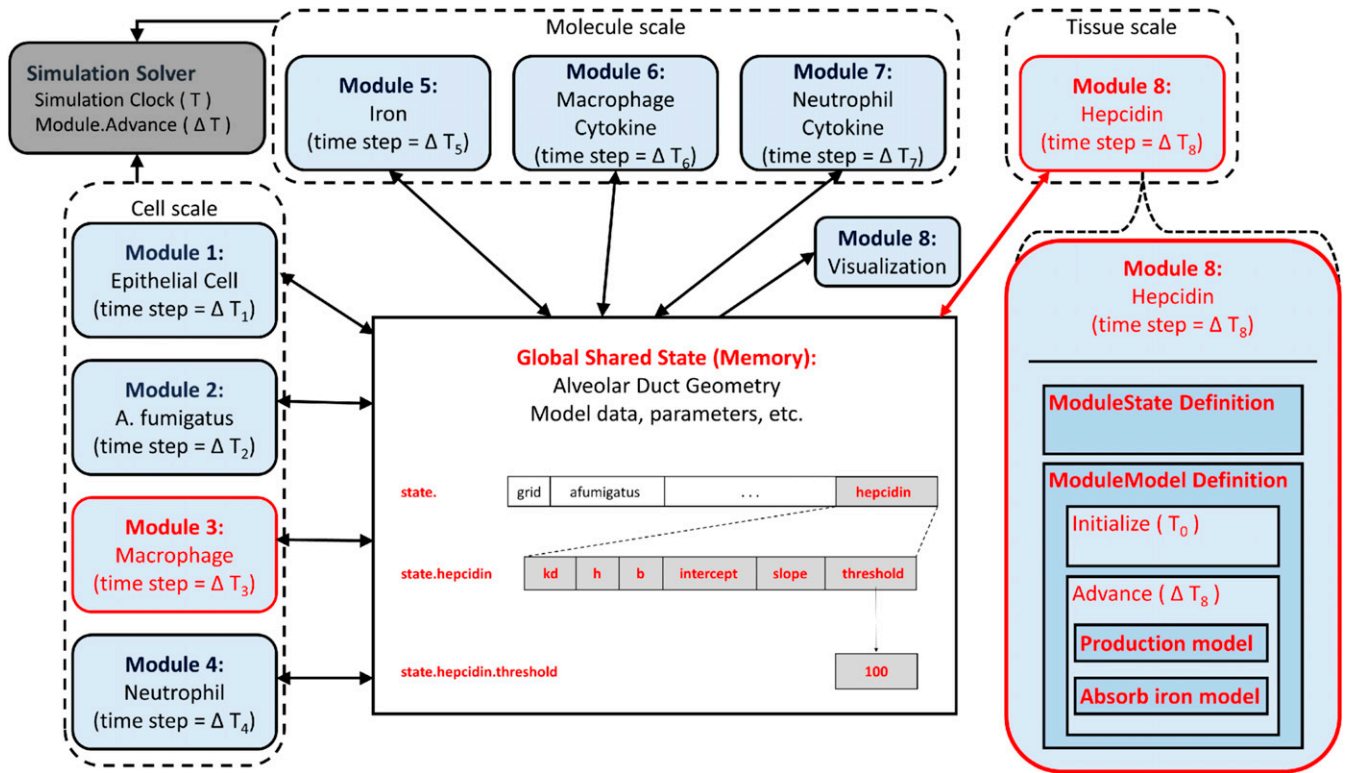 Molecule scale
Tissue scale
Simulation Solver
Simulation Clock ( T )
Module.Advance ( Δ T )
Module 5:
Iron
(time step = Δ T5)
Module 6:
Macrophage
Cytokine
(time step = Δ T6)
Module 7:
Neutrophil
Cytokine
(time step = Δ T7)
Module 8:
Hepcidin
(time step = Δ T8)
Cell scale
Module 1:
Epithelial Cell
(time step = Δ T1)
Module 2:
A. fumigatus
(time step = Δ T2)
Module 3:
Macrophage
(time step = Δ T3)
Module 4:
Neutrophil
(time step = Δ T4)
Module 8:
Visualization
Global Shared State (Memory):
Alveolar Duct Geometry
Model data, parameters, etc.
state. grid afumigatus . . . hepcidin
state.hepcidin kd h b intercept slope threshold
state.hepcidin.threshold 100
Module 8:
Hepcidin
(time step = Δ T8)
ModuleState Definition
ModuleModel Definition
Initialize ( T0 )
Advance ( Δ T8 )
Production model
Absorb iron model